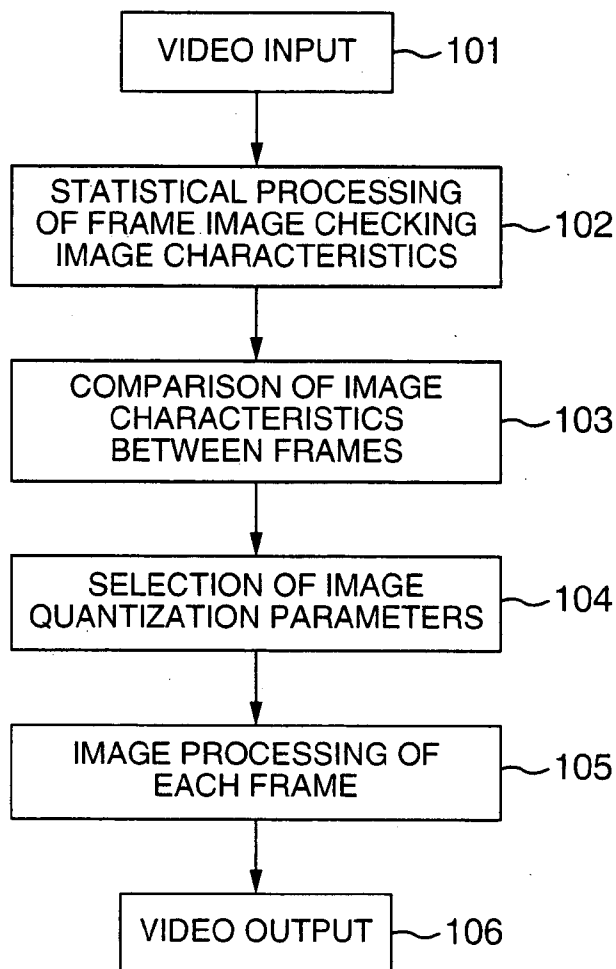 VIDEO INPUT
101
STATISTICAL PROCESSING
OF FRAME IMAGE CHECKING
IMAGE CHARACTERISTICS
102
COMPARISON OF IMAGE
CHARACTERISTICS
BETWEEN FRAMES
103
SELECTION OF IMAGE
QUANTIZATION PARAMETERS
104
IMAGE PROCESSING OF
EACH FRAME
105
VIDEO OUTPUT
106